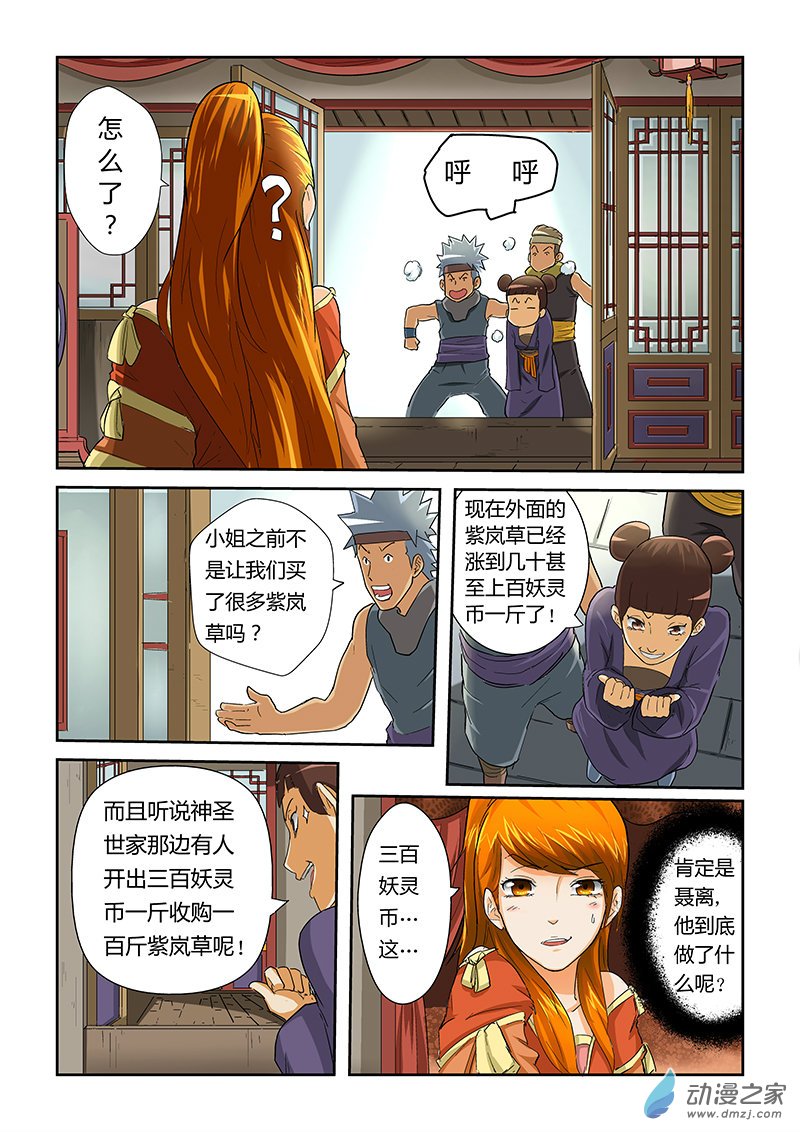 怎
么
了
？
?
呼 呼
小姐之前不
是让我们买
了很多紫岚
草吗？
现在外面的
紫岚草已经
涨到几十甚
至上百妖灵
币一斤了！
而且听说神圣
世家那边有人
开出三百妖灵
币一斤收购一
百斤紫岚草呢！
三百
妖灵
币…
这…
肯定是
聂离，
他到底
做了什
么呢？
动漫之家
www.dmzj.com